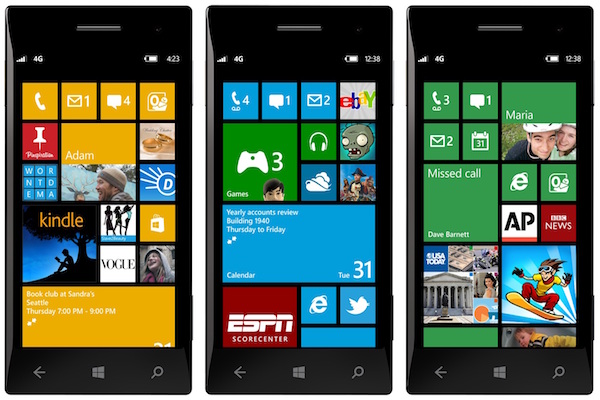 4G
4:23
1
4
O
Pinspiration
Adam
W O R
N T D
E M A
kindle
DailyBeauty
VOGUE
Book club at Sandra's
Seattle
Thursday 7:00 PM - 9:00 PM
31
4G
12:38
4
1
2
ebay
3
Games
Yearly accounts review
Building 1940
Thursday to Friday
Calendar
Tue 31
ESPN
SCORECENTER
4G
12:38
3
1
Maria
2
31
O
Missed call
Dave Barnett
AP
BBC
NEWS
USA
TODAY